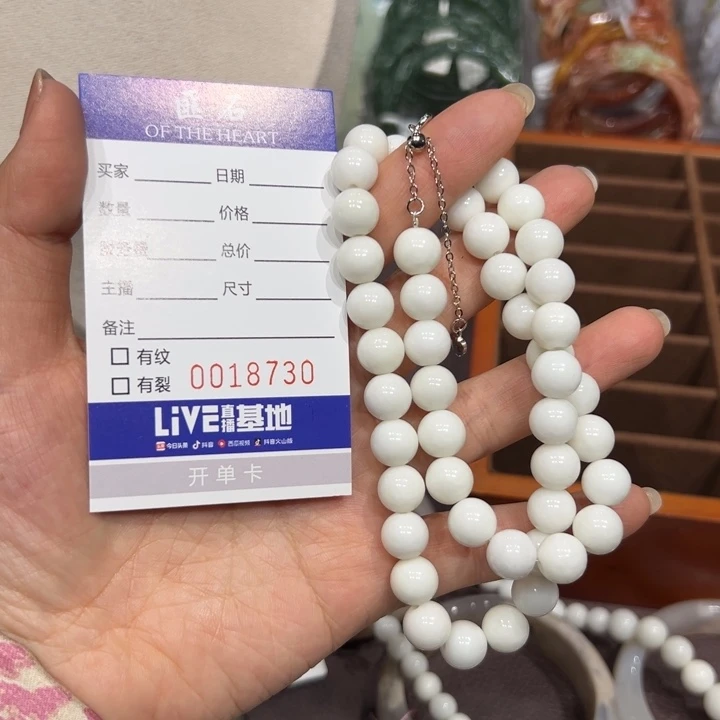 匪石
OF THE HEART
买家 日期
数量 价格
总价
主播 尺寸
备注
有纹
有裂 0018730
LiVE直播基地
今日头条 抖音 西瓜视频 抖音火山版
开单卡